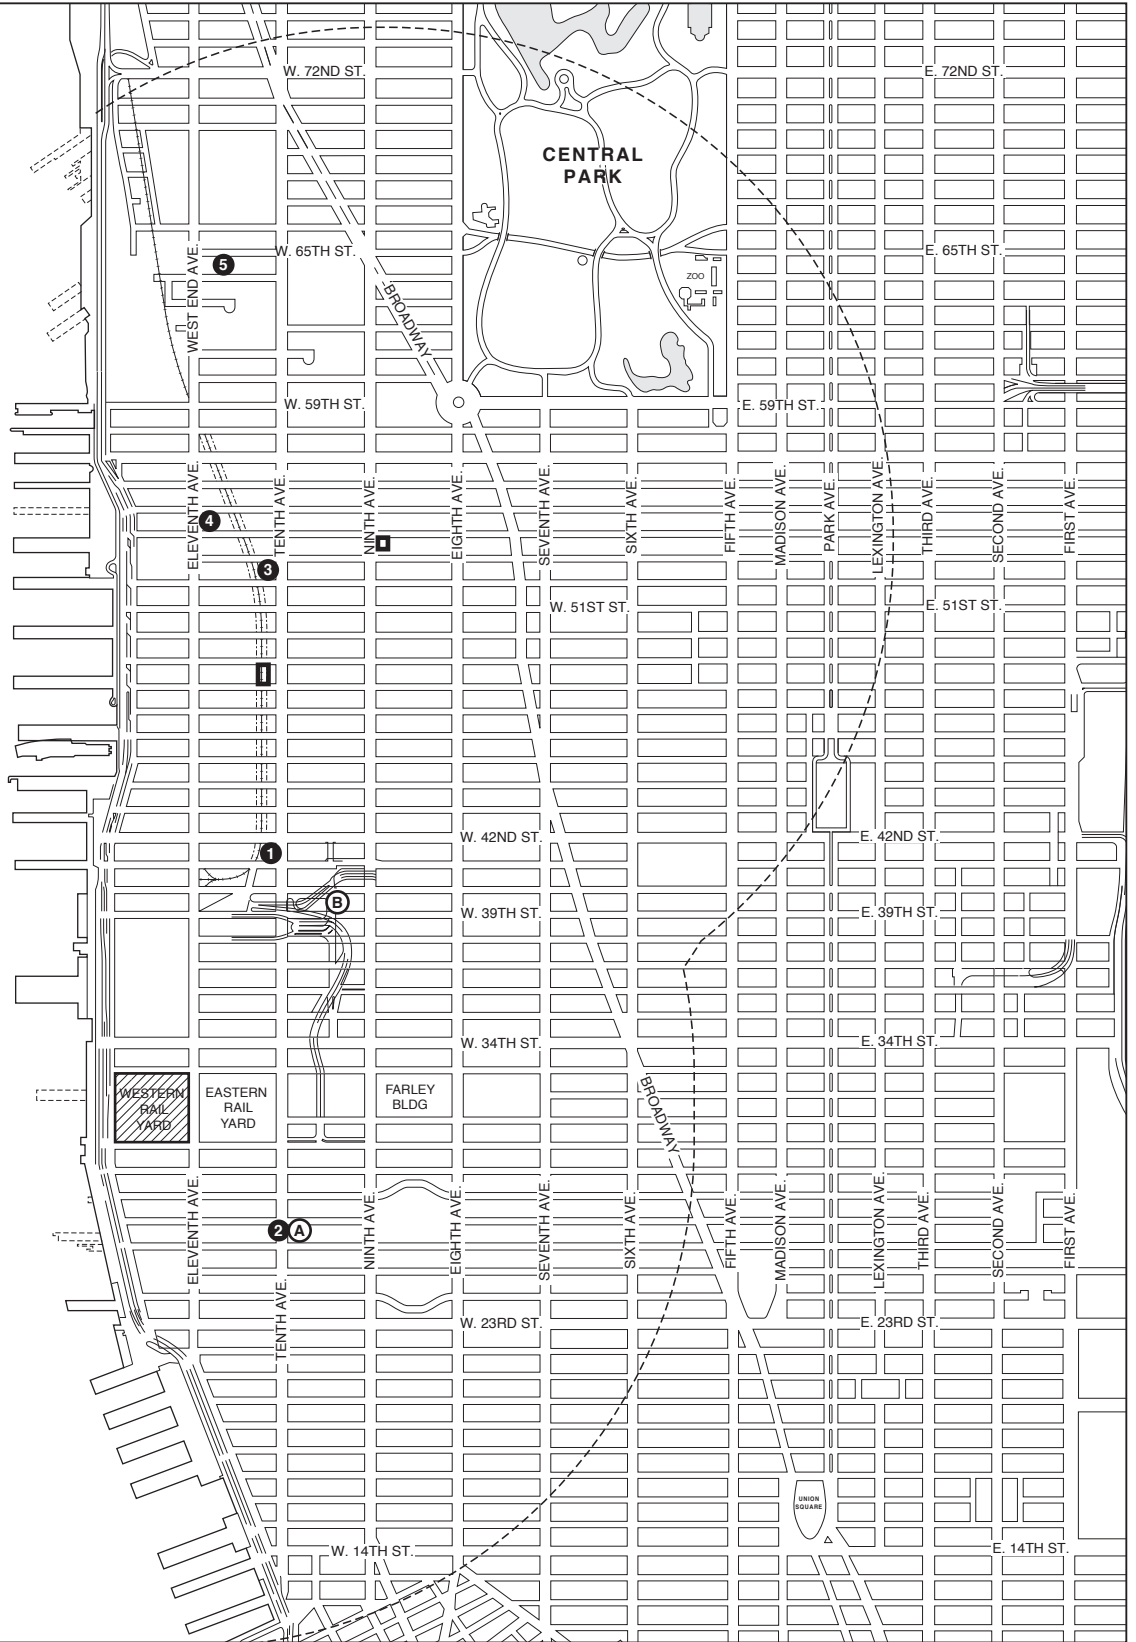 W. 72ND ST.
E. 72ND ST.
CENTRAL
PARK
W. 65TH ST.
E. 65TH ST.
5
WEST END AVE.
ZOO
BROADWAY
W. 59TH ST.
E. 59TH ST.
ELEVENTH AVE.
TENTH AVE.
NINTH AVE.
EIGHTH AVE.
SEVENTH AVE.
SIXTH AVE.
FIFTH AVE.
MADISON AVE.
PARK AVE.
LEXINGTON AVE.
THIRD AVE.
SECOND AVE.
FIRST AVE.
4
3
W. 51ST ST.
E. 51ST ST.
W. 42ND ST.
E. 42ND ST.
1
B
W. 39TH ST.
E. 39TH ST.
W. 34TH ST.
E. 34TH ST.
WESTERN
RAIL
YARD
EASTERN
RAIL
YARD
FARLEY
BLDG
BROADWAY
ELEVENTH AVE.
TENTH AVE.
NINTH AVE.
EIGHTH AVE.
SEVENTH AVE.
SIXTH AVE.
FIFTH AVE.
MADISON AVE.
LEXINGTON AVE.
THIRD AVE.
SECOND AVE.
FIRST AVE.
2 A
W. 23RD ST.
E. 23RD ST.
UNION
SQUARE
W. 14TH ST.
E. 14TH ST.